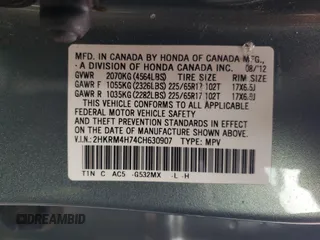 MFD. IN CANADA BY HONDA OF CANADA MFG.,
- A DIVISION OF HONDA CANADA INC. 08/12
GVWR 2070KG (4564LBS) TIRE SIZE RIM SIZE
GAWR F 1055KG (2326LBS) 225/65R17 102T 17X6.5J
GAWR R 1035KG (2282LBS) 225/65R17 102T 17X6.5J
THIS VEHICLE CONFORMS TO ALL APPLICABLE
FEDERAL MOTOR VEHICLE SAFETY AND
THEFT PREVENTION STANDARDS IN EFFECT ON
THE DATE OF MANUFACTURE SHOWN ABOVE.
V.I.N.: 2HKRM4H74CH630907 TYPE: MPV
C AC5 -G532MX -L -H
© IAAI
DREAMBID